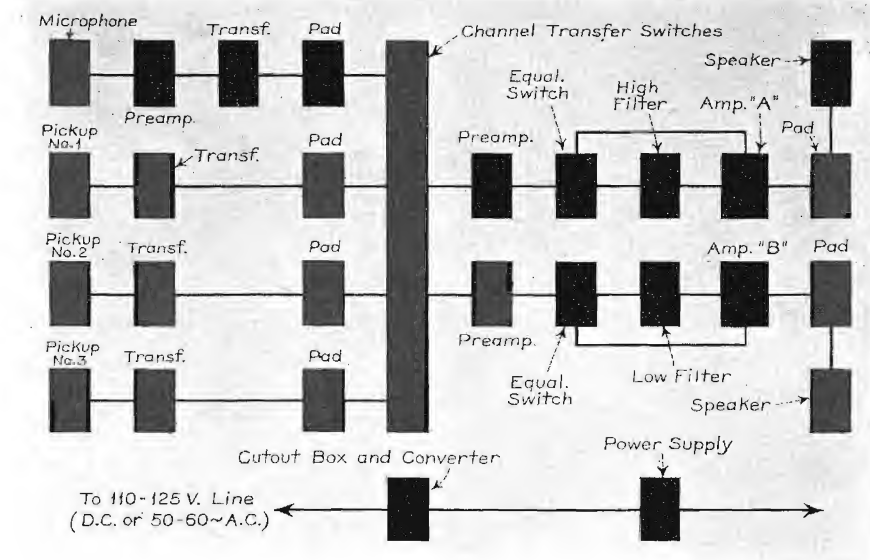 Microphone
Transf.
Pad
Channel Transfer Switches
Speaker
Preamp.
Equal.
Switch
High
Filter
Amp. "A"
Pad
Pickup
No.1
Transf.
Pad
Preamp.
Pickup
No.2
Transf.
Pad
Amp. "B"
Pad
Preamp.
Equal.
Switch
Low Filter
Speaker
Pickup
No.3
Transf.
Pad
Cutout Box and Converter
Power Supply
To 110-125 V. Line
(D.C. or 50-60~A.C.)